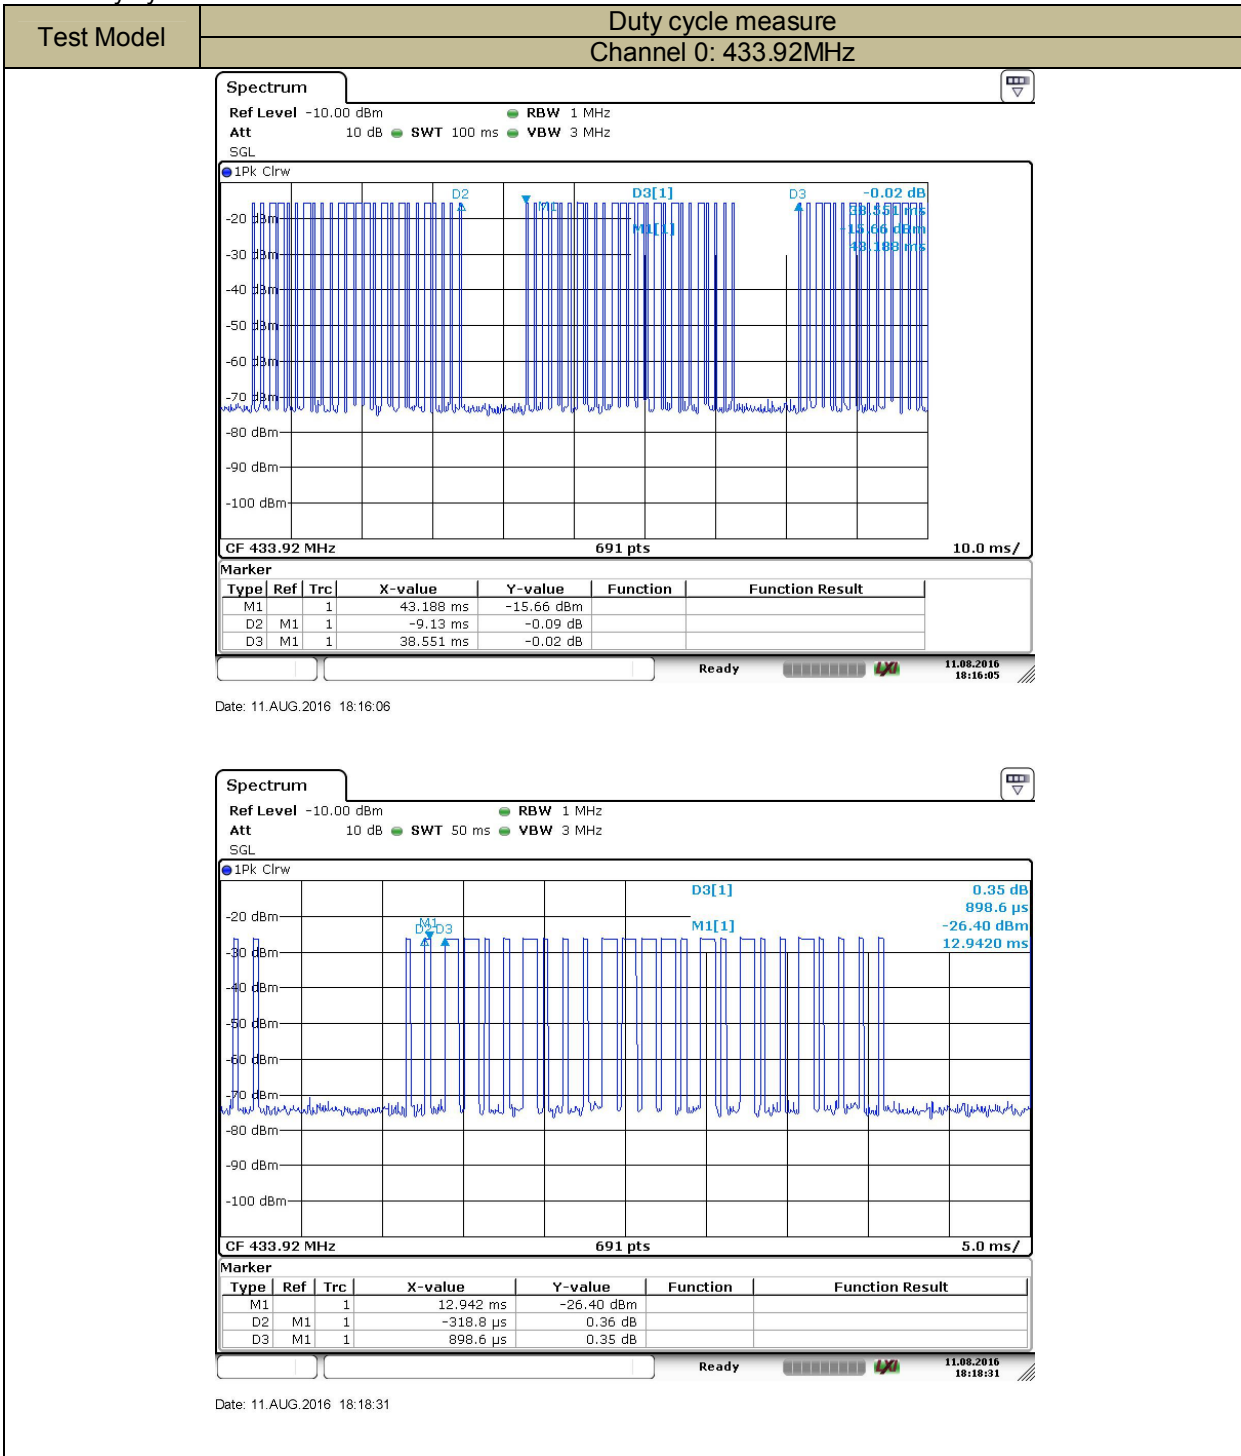 Test Model
Duty cycle measure
Channel 0: 433.92MHz
Spectrum
Ref Level -10.00 dBm RBW 1 MHz
Att 10 dB SWT 100 ms VBW 3 MHz
SGL
1Pk Clrw
D2 M1 D3[1] D3 -0.02 dB
-20 dBm 38.551 ms
M1[1] -15.66 dBm
43.188 ms
-30 dBm
-40 dBm
-50 dBm
-60 dBm
-70 dBm
-80 dBm
-90 dBm
-100 dBm
CF 433.92 MHz 691 pts 10.0 ms/
Marker
Type Ref Trc X-value Y-value Function Function Result
M1 1 43.188 ms -15.66 dBm
D2 M1 1 -9.13 ms -0.09 dB
D3 M1 1 38.551 ms -0.02 dB
Ready LXI 11.08.2016
18:16:05
Date: 11.AUG.2016 18:16:06
Spectrum
Ref Level -10.00 dBm RBW 1 MHz
Att 10 dB SWT 50 ms VBW 3 MHz
SGL
1Pk Clrw
D3[1] 0.35 dB
898.6 µs
-20 dBm M1 M1[1] -26.40 dBm
D2 D3 12.9420 ms
-30 dBm
-40 dBm
-50 dBm
-60 dBm
-70 dBm
-80 dBm
-90 dBm
-100 dBm
CF 433.92 MHz 691 pts 5.0 ms/
Marker
Type Ref Trc X-value Y-value Function Function Result
M1 1 12.942 ms -26.40 dBm
D2 M1 1 -318.8 µs 0.36 dB
D3 M1 1 898.6 µs 0.35 dB
Ready LXI 11.08.2016
18:18:31
Date: 11.AUG.2016 18:18:31